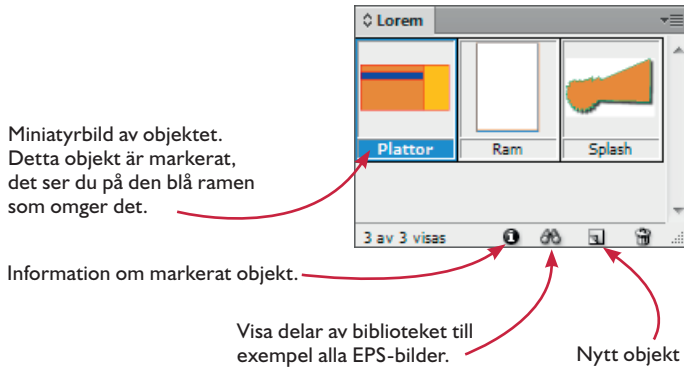 Lorem
Plattor
Ram
Splash
3 av 3 visas
Miniatyrbild av objektet.
Detta objekt är markerat,
det ser du på den blå ramen
som omger det.
Information om markerat objekt.
Visa delar av biblioteket till
exempel alla EPS-bilder.
Nytt objekt